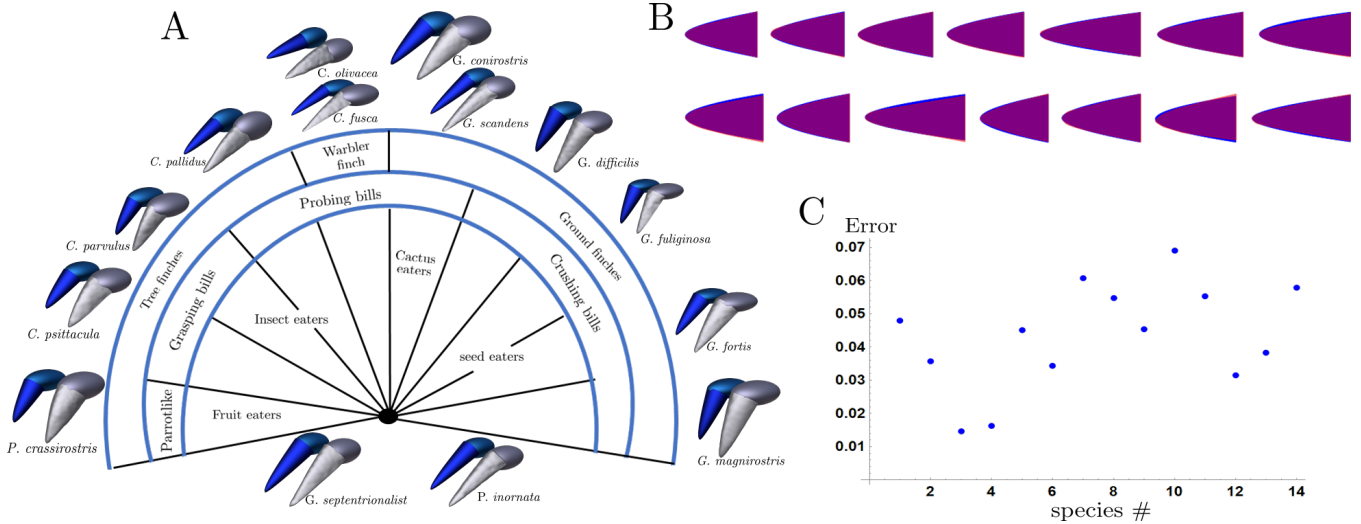 A
B
C. olivacea
G. conirostris
C. fusca
G. scandens
C. pallidus
G. difficilis
Warbler
finch
Probing bills
C. parvulus
G. fuliginosa
Tree finches
Grasping bills
Cactus
eaters
Ground finches
Crushing bills
C. psittacula
Insect eaters
G. fortis
seed eaters
Parrotlike
Fruit eaters
P. crassirostris
G. magnirostris
G. septentrionalist
P. inornata
C
Error
0.07
0.06
0.05
0.04
0.03
0.02
0.01
2 4 6 8 10 12 14
species #